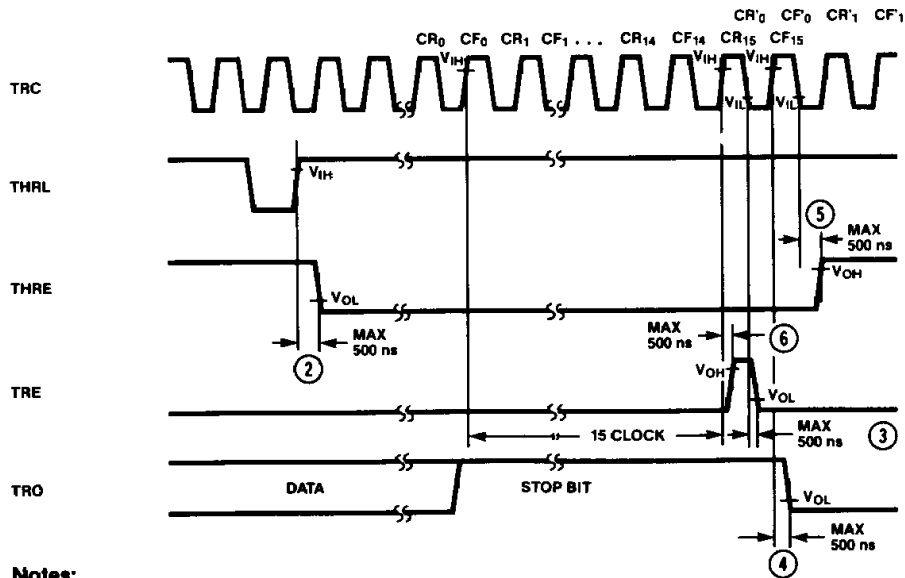 CR'0 CF'0 CR'1 CF'1
CR0 CF0 CR1 CF1 . . . CR14 CF14 CR15 CF15
VIH VIH VIH
TRC
VIL VIL
THRL
VIH
5
MAX
500 ns
THRE
VOH
VOL
MAX
500 ns
2
MAX
500 ns
6
TRE
VOH
VOL
15 CLOCK
MAX
500 ns
3
TRO
DATA
STOP BIT
VOL
MAX
500 ns
4
Notes: